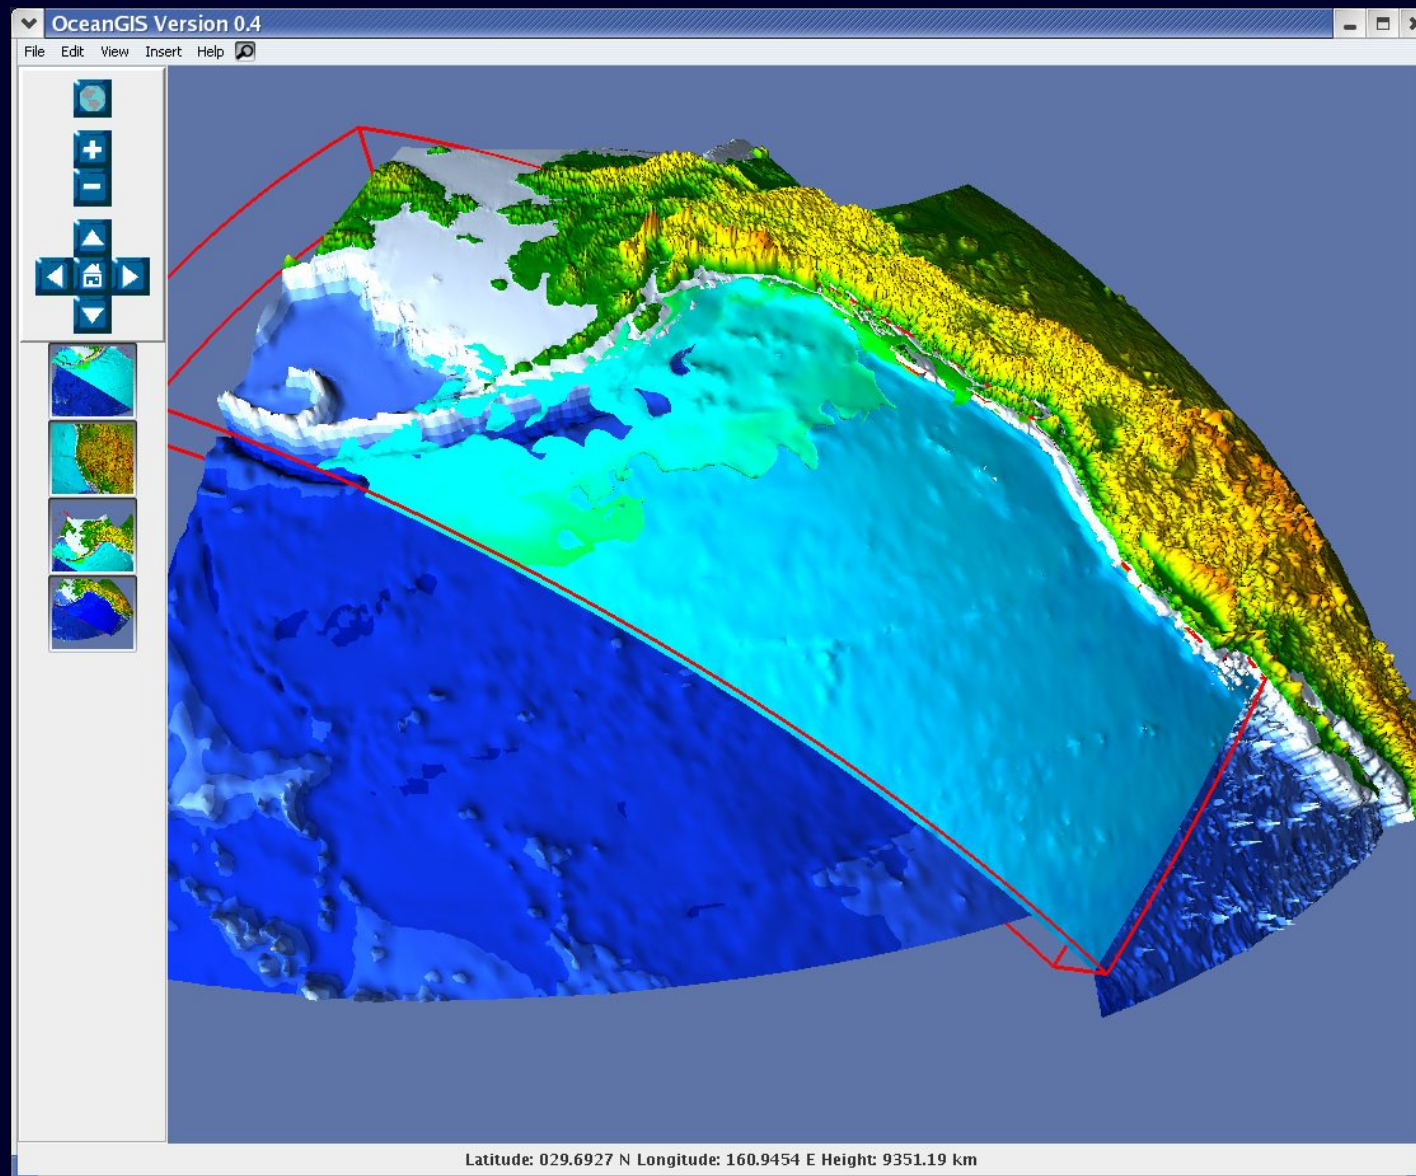 OceanGIS Version 0.4
File Edit View Insert Help
Latitude: 029.6927 N Longitude: 160.9454 E Height: 9351.19 km